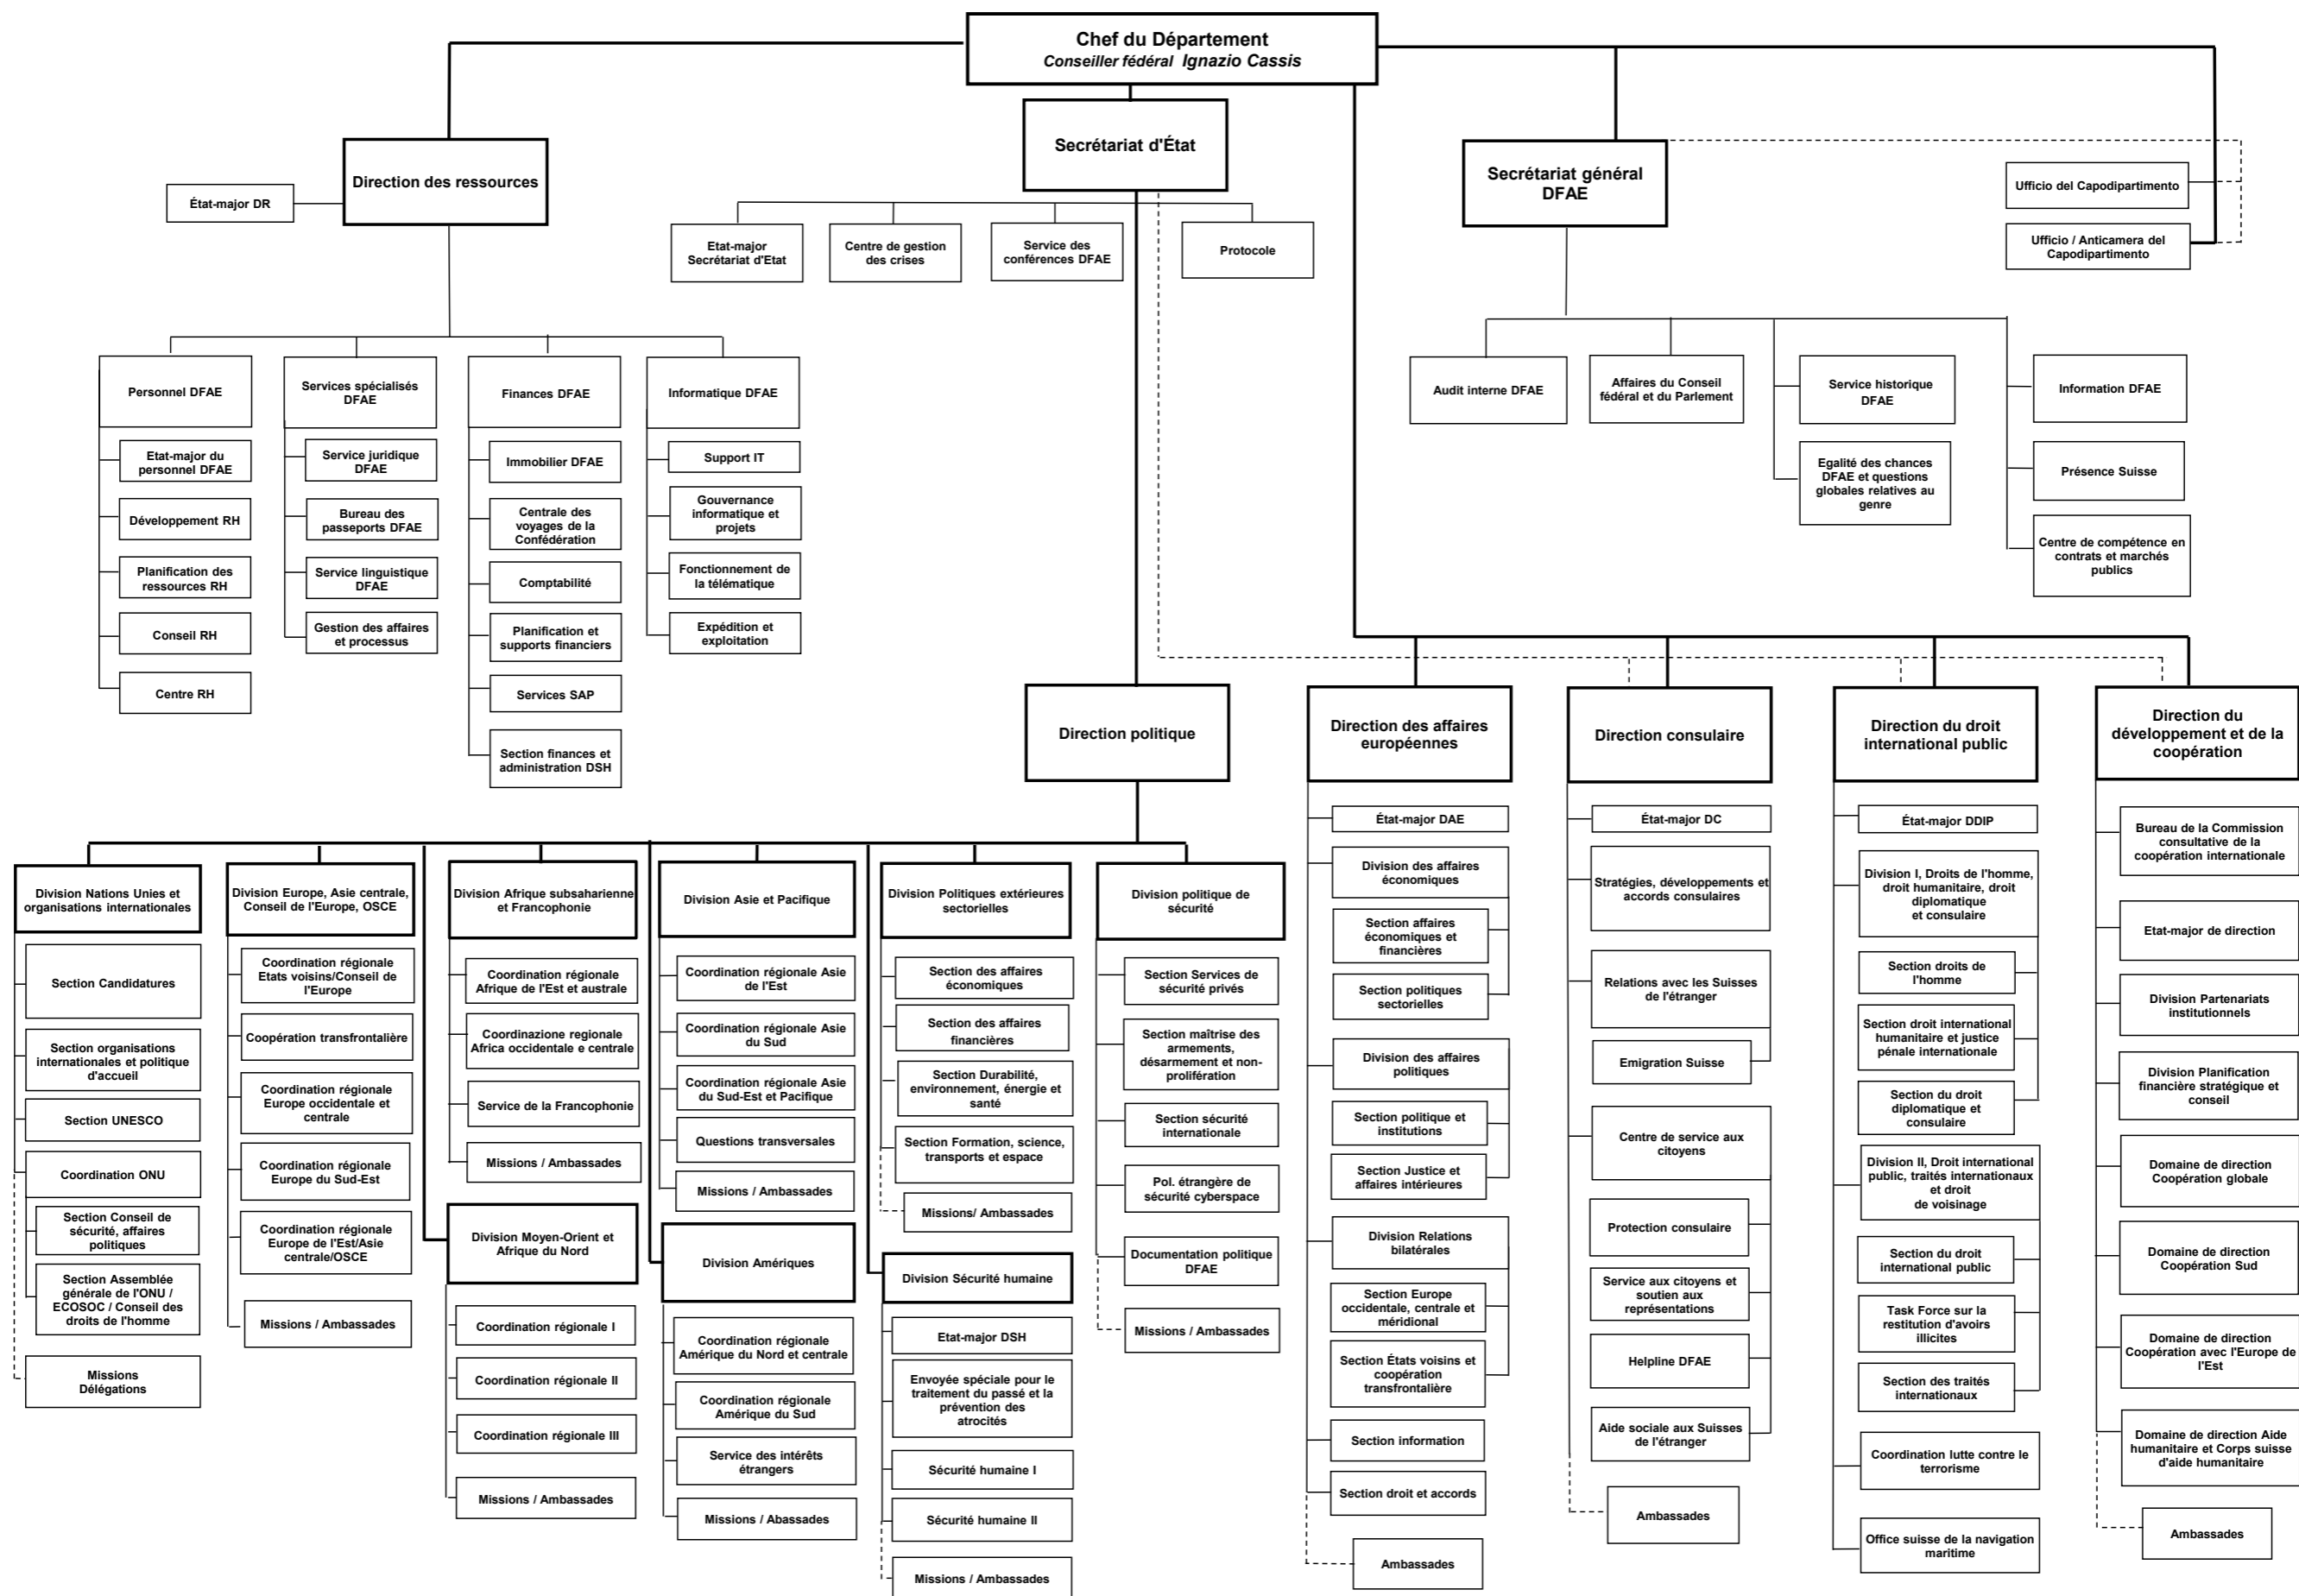 Chef du Département
Conseiller fédéral Ignazio Cassis
Direction des ressources
État-major DR
Secrétariat d'État
Secrétariat général
DFAE
Ufficio del Capodipartimento
Ufficio / Anticamera del
Capodipartimento
Etat-major
Secrétariat d'Etat
Centre de gestion
des crises
Service des
conférences DFAE
Protocole
Personnel DFAE
Etat-major du
personnel DFAE
Développement RH
Planification des
ressources RH
Conseil RH
Centre RH
Services spécialisés
DFAE
Service juridique
DFAE
Bureau des
passeports DFAE
Service linguistique
DFAE
Gestion des affaires
et processus
Finances DFAE
Immobilier DFAE
Centrale des
voyages de la
Confédération
Comptabilité
Planification et
supports financiers
Services SAP
Section finances et
administration DSH
Informatique DFAE
Support IT
Gouvernance
informatique et
projets
Fonctionnement de
la télématique
Expédition et
exploitation
Audit interne DFAE
Affaires du Conseil
fédéral et du Parlement
Service historique
DFAE
Egalité des chances
DFAE et questions
globales relatives au
genre
Information DFAE
Présence Suisse
Centre de compétence en
contrats et marchés
publics
Direction politique
Direction des affaires
européennes
Direction consulaire
Direction du droit
international public
Direction du
développement et de la
coopération
Division Nations Unies et
organisations internationales
Section Candidatures
Section organisations
internationales et politique
d'accueil
Section UNESCO
Coordination ONU
Section Conseil de
sécurité, affaires
politiques
Section Assemblée
générale de l'ONU /
ECOSOC / Conseil des
droits de l'homme
Missions
Délégations
Division Europe, Asie centrale,
Conseil de l'Europe, OSCE
Coordination régionale
Etats voisins/Conseil de
l'Europe
Coopération transfrontalière
Coordination régionale
Europe occidentale et
centrale
Coordination régionale
Europe du Sud-Est
Coordination régionale
Europe de l'Est/Asie
centrale/OSCE
Missions / Ambassades
Division Afrique subsaharienne
et Francophonie
Coordination régionale
Afrique de l'Est et australe
Coordinazione regionale
Africa occidentale e centrale
Service de la Francophonie
Missions / Ambassades
Division Moyen-Orient et
Afrique du Nord
Coordination régionale I
Coordination régionale II
Coordination régionale III
Missions / Ambassades
Division Asie et Pacifique
Coordination régionale Asie
de l'Est
Coordination régionale Asie
du Sud
Coordination régionale Asie
du Sud-Est et Pacifique
Questions transversales
Missions / Ambassades
Division Amériques
Coordination régionale
Amérique du Nord et centrale
Coordination régionale
Amérique du Sud
Service des intérêts
étrangers
Missions / Abassades
Division Politiques extérieures
sectorielles
Section des affaires
économiques
Section des affaires
financières
Section Durabilité,
environnement, énergie et
santé
Section Formation, science,
transports et espace
Missions/ Ambassades
Division Sécurité humaine
Etat-major DSH
Envoyée spéciale pour le
traitement du passé et la
prévention des
atrocités
Sécurité humaine I
Sécurité humaine II
Missions / Ambassades
Division politique de
sécurité
Section Services de
sécurité privés
Section maîtrise des
armements,
désarmement et non-
prolifération
Section sécurité
internationale
Pol. étrangère de
sécurité cyberspace
Documentation politique
DFAE
Missions / Ambassades
État-major DAE
Division des affaires
économiques
Section affaires
économiques et
financières
Section politiques
sectorielles
Division des affaires
politiques
Section politique et
institutions
Section Justice et
affaires intérieures
Division Relations
bilatérales
Section Europe
occidentale, centrale et
méridional
Section États voisins et
coopération
transfrontalière
Section information
Section droit et accords
Ambassades
État-major DC
Stratégies, développements et
accords consulaires
Relations avec les Suisses
de l'étranger
Emigration Suisse
Centre de service aux
citoyens
Protection consulaire
Service aux citoyens et
soutien aux
représentations
Helpline DFAE
Aide sociale aux Suisses
de l'étranger
Ambassades
État-major DDIP
Division I, Droits de l'homme,
droit humanitaire, droit
diplomatique
et consulaire
Section droits de
l'homme
Section droit international
humanitaire et justice
pénale internationale
Section du droit
diplomatique et
consulaire
Division II, Droit international
public, traités internationaux
et droit
de voisinage
Section du droit
international public
Task Force sur la
restitution d'avoirs
illicites
Section des traités
internationaux
Coordination lutte contre le
terrorisme
Office suisse de la navigation
maritime
Bureau de la Commission
consultative de la
coopération internationale
Etat-major de direction
Division Partenariats
institutionnels
Division Planification
financière stratégique et
conseil
Domaine de direction
Coopération globale
Domaine de direction
Coopération Sud
Domaine de direction
Coopération avec l'Europe de
l'Est
Domaine de direction Aide
humanitaire et Corps suisse
d'aide humanitaire
Ambassades